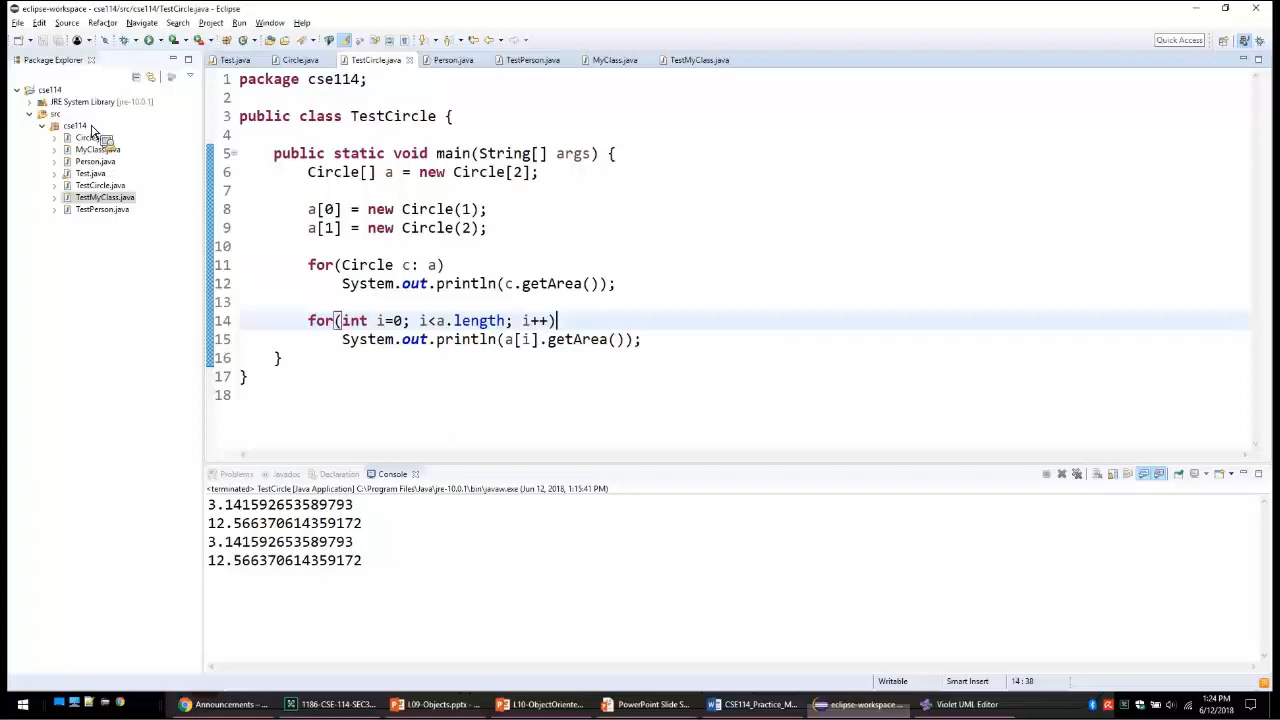 eclipse-workspace - cse114/src/cse114/TestCircle.java - Eclipse
File Edit Source Refactor Navigate Search Project Run Window Help
Quick Access
Package Explorer
Test.java Circle.java TestCircle.java Person.java TestPerson.java MyClass.java TestMyClass.java
cse114
JRE System Library [jre-10.0.1]
src
cse114
MyClass.java
Person.java
Test.java
TestCircle.java
TestMyClass.java
TestPerson.java
1 package cse114;
2
3 public class TestCircle {
4
5 public static void main(String[] args) {
6 Circle[] a = new Circle[2];
7
8 a[0] = new Circle(1);
9 a[1] = new Circle(2);
10
11 for(Circle c: a)
12 System.out.println(c.getArea());
13
14 for(int i=0; i<a.length; i++)
15 System.out.println(a[i].getArea());
16 }
17 }
18
Problems Javadoc Declaration Console
<terminated> TestCircle [Java Application] C:\Program Files\Java\jre-10.0.1\bin\javaw.exe (Jun 12, 2018, 1:15:41 PM)
3.141592653589793
12.566370614359172
3.141592653589793
12.566370614359172
Writable Smart Insert 14 : 38
Announcements – ... 1186-CSE-114-SEC3... L09-Objects.pptx - ... L10-ObjectOriente... PowerPoint Slide S... CSE114_Practice_M... eclipse-workspace ... Violet UML Editor
1:24 PM
6/12/2018